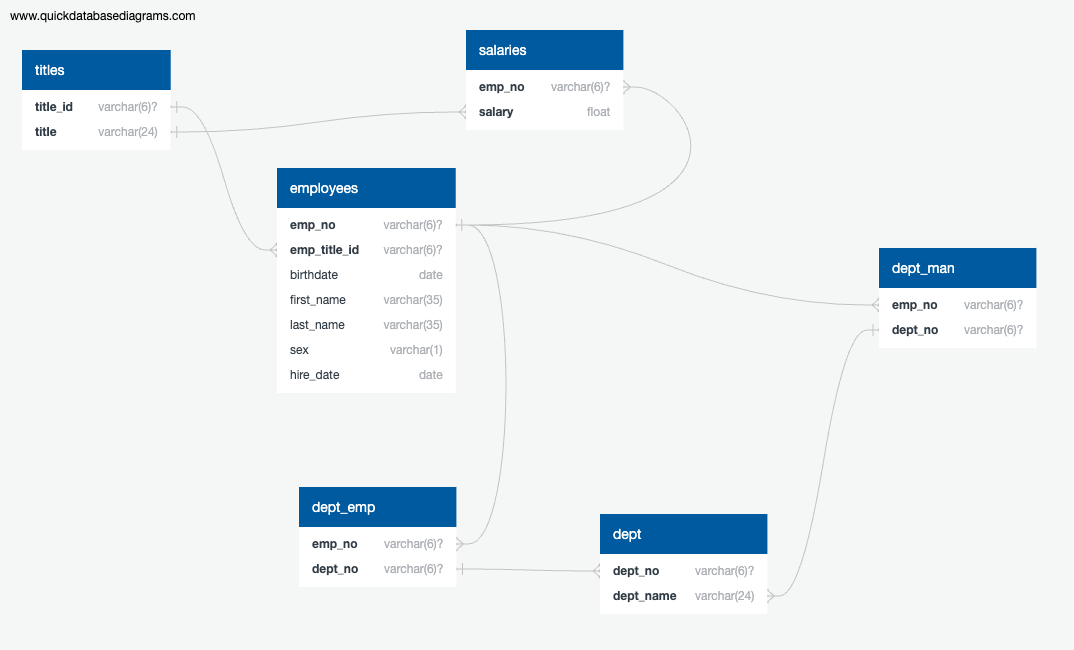 www.quickdatabasediagrams.com
titles
title_id varchar(6)?
title varchar(24)
salaries
emp_no varchar(6)?
salary float
employees
emp_no varchar(6)?
emp_title_id varchar(6)?
birthdate date
first_name varchar(35)
last_name varchar(35)
sex varchar(1)
hire_date date
dept_man
emp_no varchar(6)?
dept_no varchar(6)?
dept_emp
emp_no varchar(6)?
dept_no varchar(6)?
dept
dept_no varchar(6)?
dept_name varchar(24)